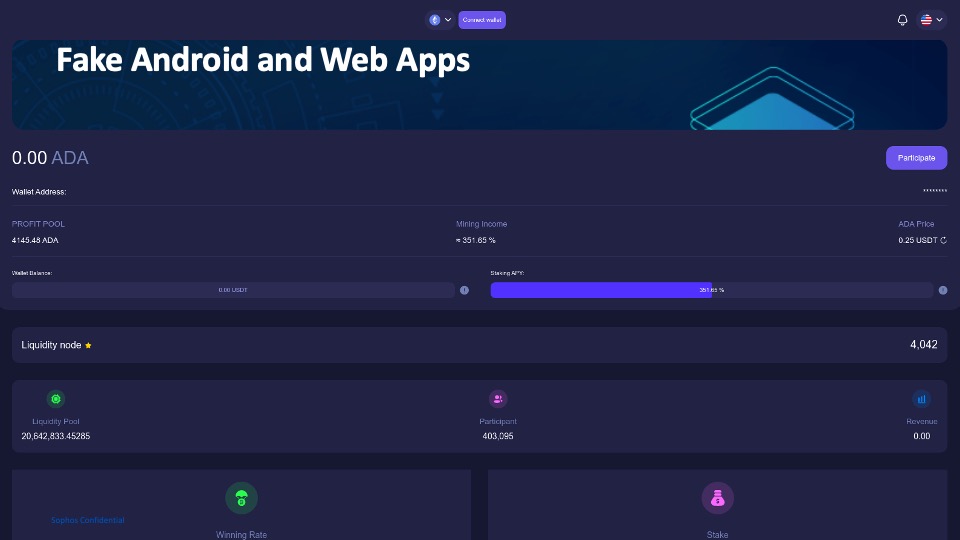 Connect wallet
Fake Android and Web Apps
0.00 ADA
Participate
Wallet Address:
********
PROFIT POOL
Mining Income
ADA Price
4145.48 ADA
≈ 351.65 %
0.25 USDT
Wallet Balance:
Staking APY:
0.00 USDT
351.65 %
Liquidity node
4,042
Liquidity Pool
Participant
Revenue
20,642,833.45285
403,095
0.00
Sophos Confidential
Winning Rate
Stake